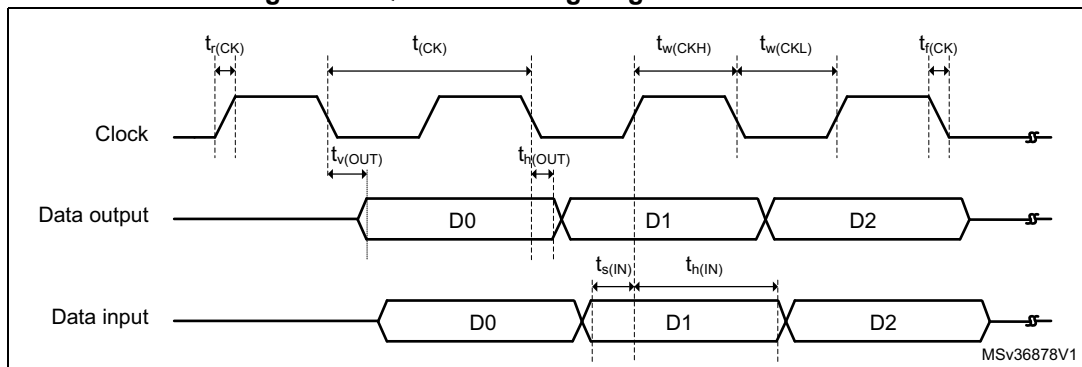 t_r(CK) t_(CK) t_w(CKH) t_w(CKL) t_f(CK)
Clock
t_v(OUT) t_h(OUT)
Data output D0 D1 D2
t_s(IN) t_h(IN)
Data input D0 D1 D2
MSv36878V1